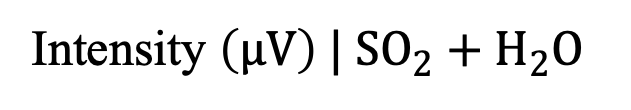 Intensity (μV) | SO₂ + H₂O